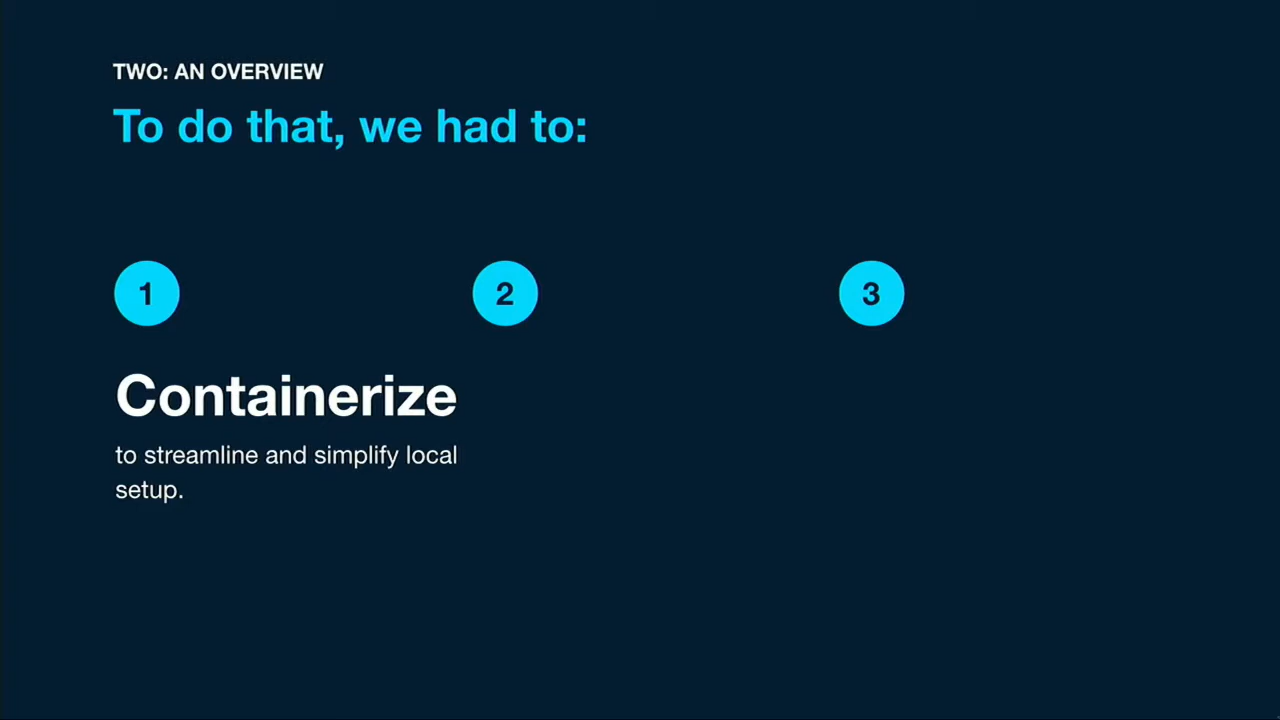 TWO: AN OVERVIEW
To do that, we had to:
1
2
3
Containerize
to streamline and simplify local
setup.